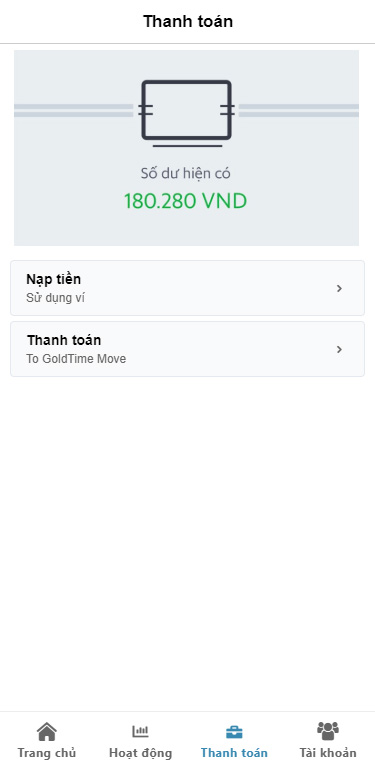 Thanh toán
Số dư hiện có
180.280 VND
Nạp tiền
Sử dụng ví
Thanh toán
To GoldTime Move
Trang chủ
Hoạt động
Thanh toán
Tài khoản